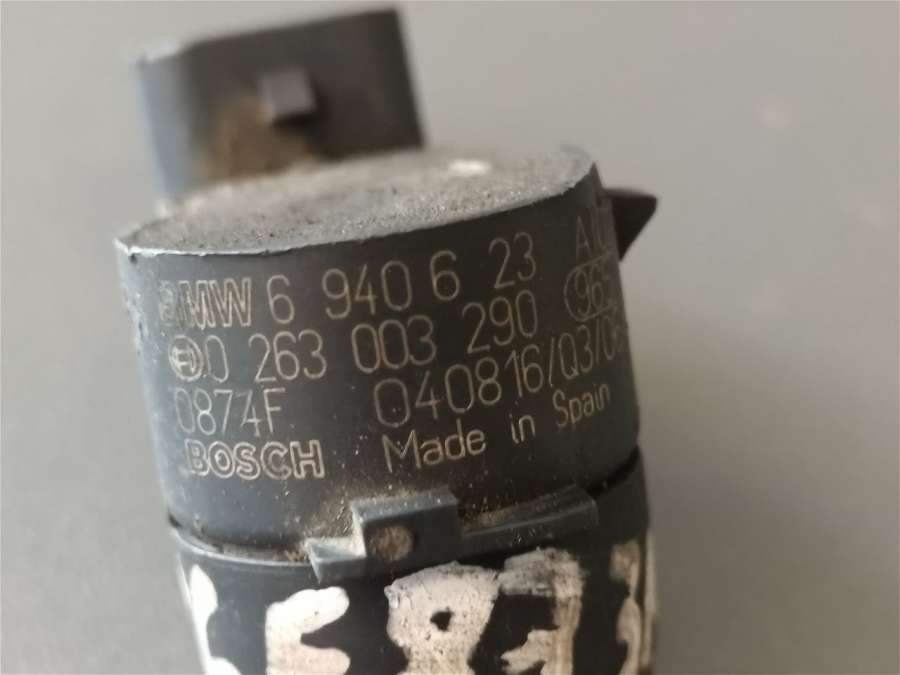 BMW 6 940 6 23
0 263 003 290
0874F 040816/Q3/0
BOSCH Made in Spain